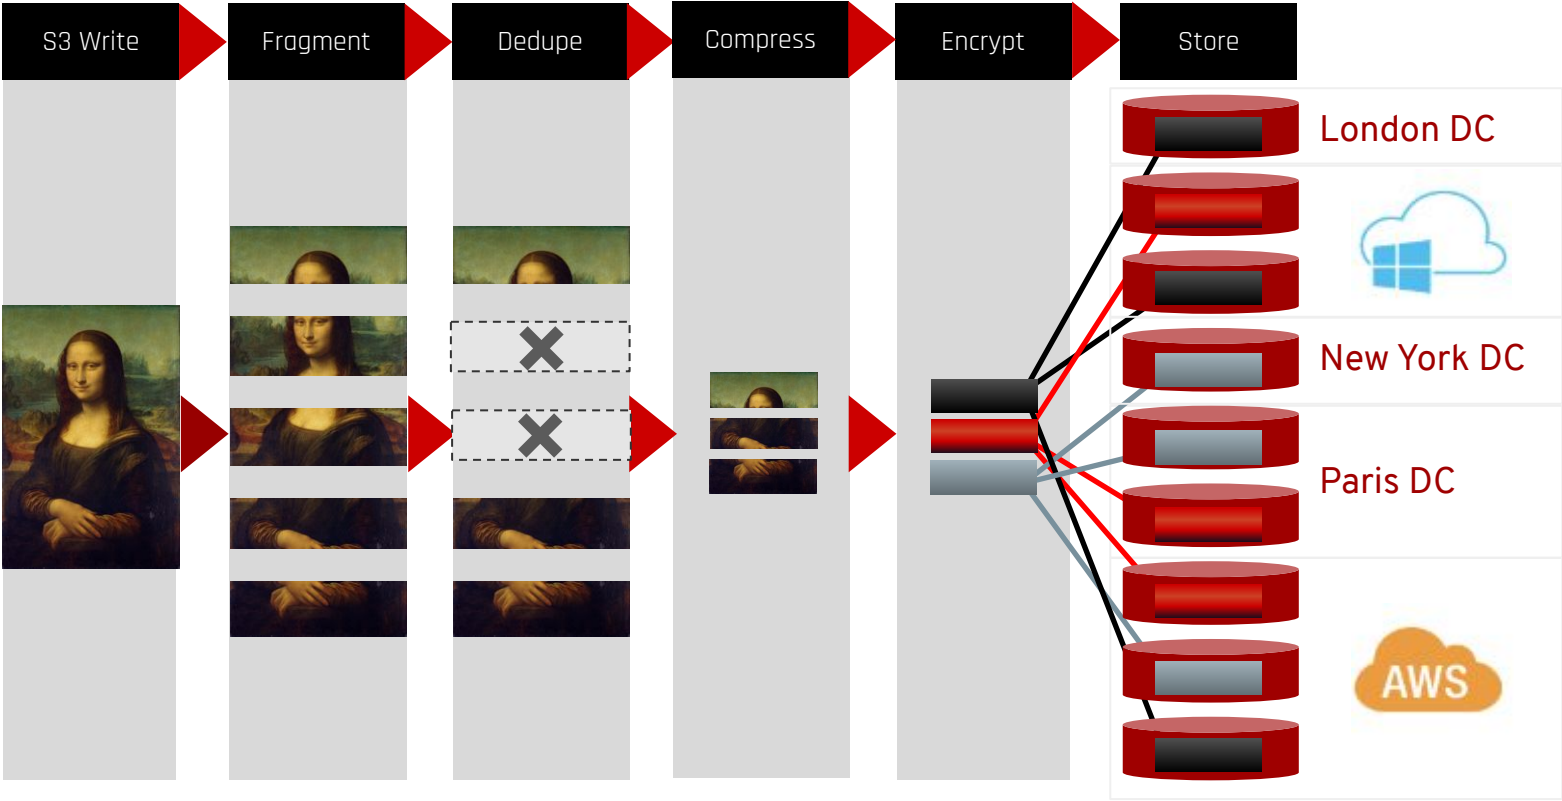 S3 Write
Fragment
Dedupe
Compress
Encrypt
Store
London DC
New York DC
Paris DC
AWS